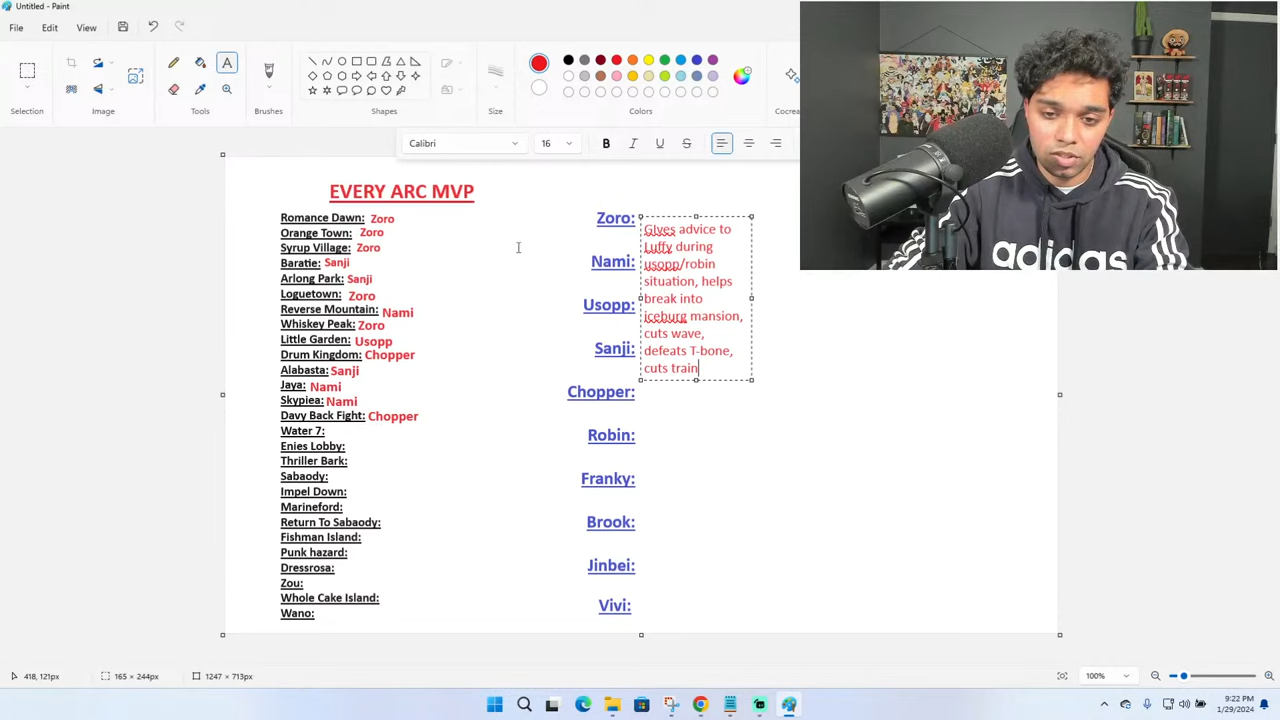 Untitled - Paint
File Edit View
Selection
Image
Tools
Brushes
Shapes
Size
Colors
Cocrea
Calibri 16 B I U S
EVERY ARC MVP
Romance Dawn: Zoro
Orange Town: Zoro
Syrup Village: Zoro
Baratie: Sanji
Arlong Park: Sanji
Loguetown: Zoro
Reverse Mountain: Nami
Whiskey Peak: Zoro
Little Garden: Usopp
Drum Kingdom: Chopper
Alabasta: Sanji
Jaya: Nami
Skypiea: Nami
Davy Back Fight: Chopper
Water 7:
Enies Lobby:
Thriller Bark:
Sabaody:
Impel Down:
Marineford:
Return To Sabaody:
Fishman Island:
Punk hazard:
Dressrosa:
Zou:
Whole Cake Island:
Wano:
Zoro:
Nami:
Usopp:
Sanji:
Chopper:
Robin:
Franky:
Brook:
Jinbei:
Vivi:
GIves advice to
Luffy during
usopp/robin
situation, helps
break into
iceburg mansion,
cuts wave,
defeats T-bone,
cuts train
adidas
418, 121px
165 × 244px
1247 × 713px
100%
9:22 PM
1/29/2024